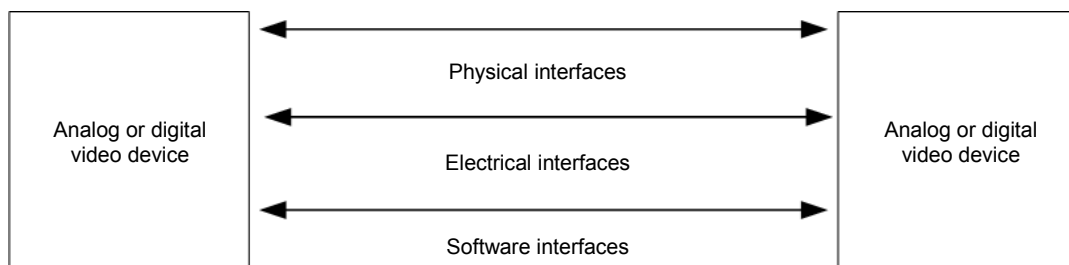 Physical interfaces
Analog or digital
video device
Electrical interfaces
Analog or digital
video device
Software interfaces